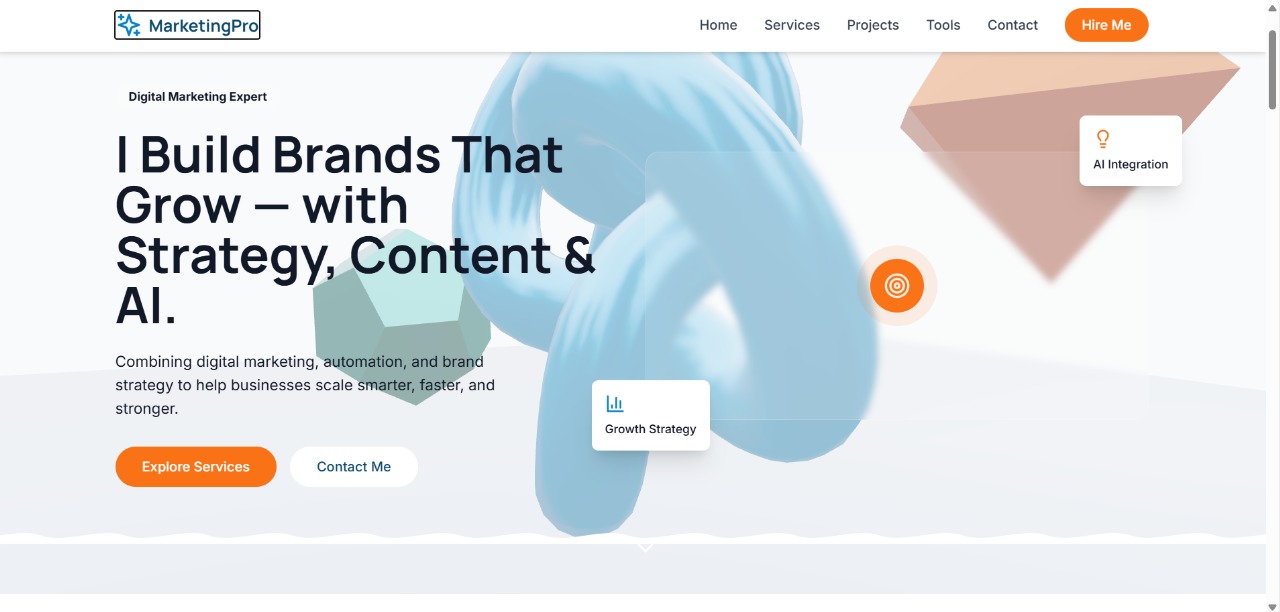 MarketingPro
Home Services Projects Tools Contact Hire Me
Digital Marketing Expert
I Build Brands That
Grow — with
Strategy, Content &
AI.
Combining digital marketing, automation, and brand
strategy to help businesses scale smarter, faster, and
stronger.
Explore Services Contact Me
AI Integration
Growth Strategy